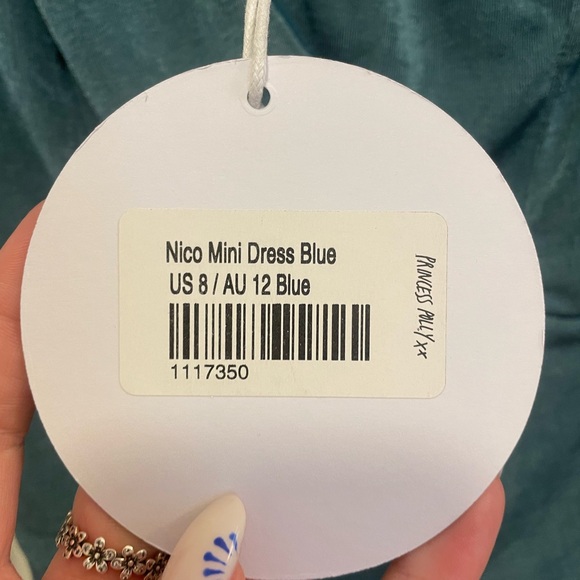 Nico Mini Dress Blue
US 8 / AU 12 Blue
1117350
PRINCESS POLLY xx